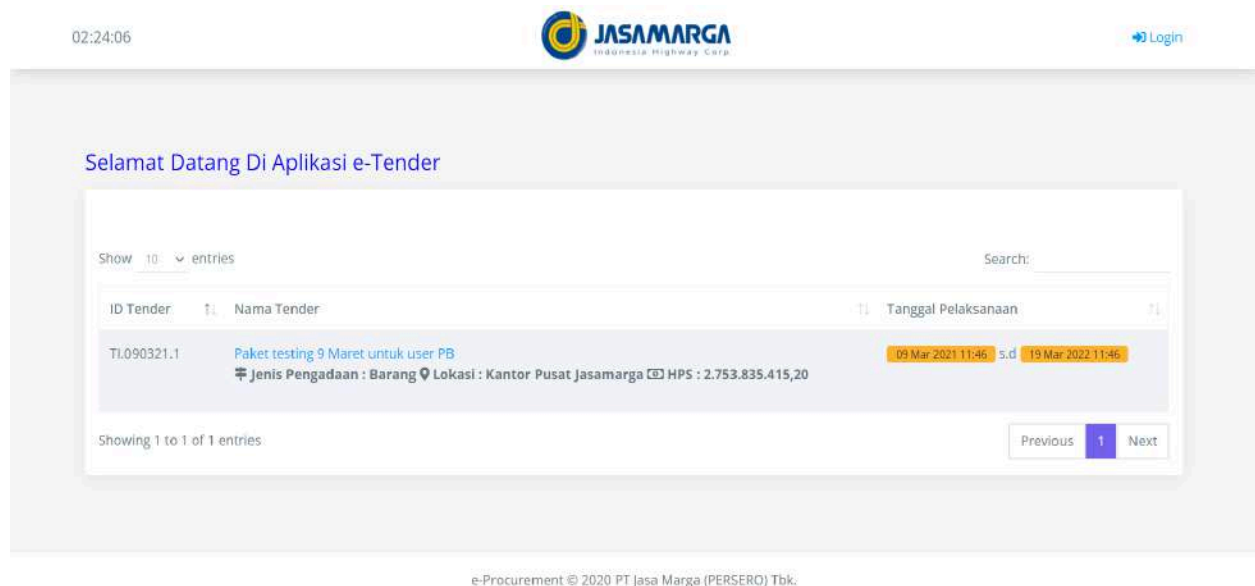 02:24:06
JASAMARGA
Indonesia Highway Corp.
Login
Selamat Datang Di Aplikasi e-Tender
Show 10 entries
Search:
ID Tender Nama Tender Tanggal Pelaksanaan
TI.090321.1 Paket testing 9 Maret untuk user PB 09 Mar 2021 11:46 s.d 19 Mar 2022 11:46
Jenis Pengadaan : Barang Lokasi : Kantor Pusat Jasamarga HPS : 2.753.835.415,20
Showing 1 to 1 of 1 entries
Previous 1 Next
e-Procurement © 2020 PT Jasa Marga (PERSERO) Tbk.